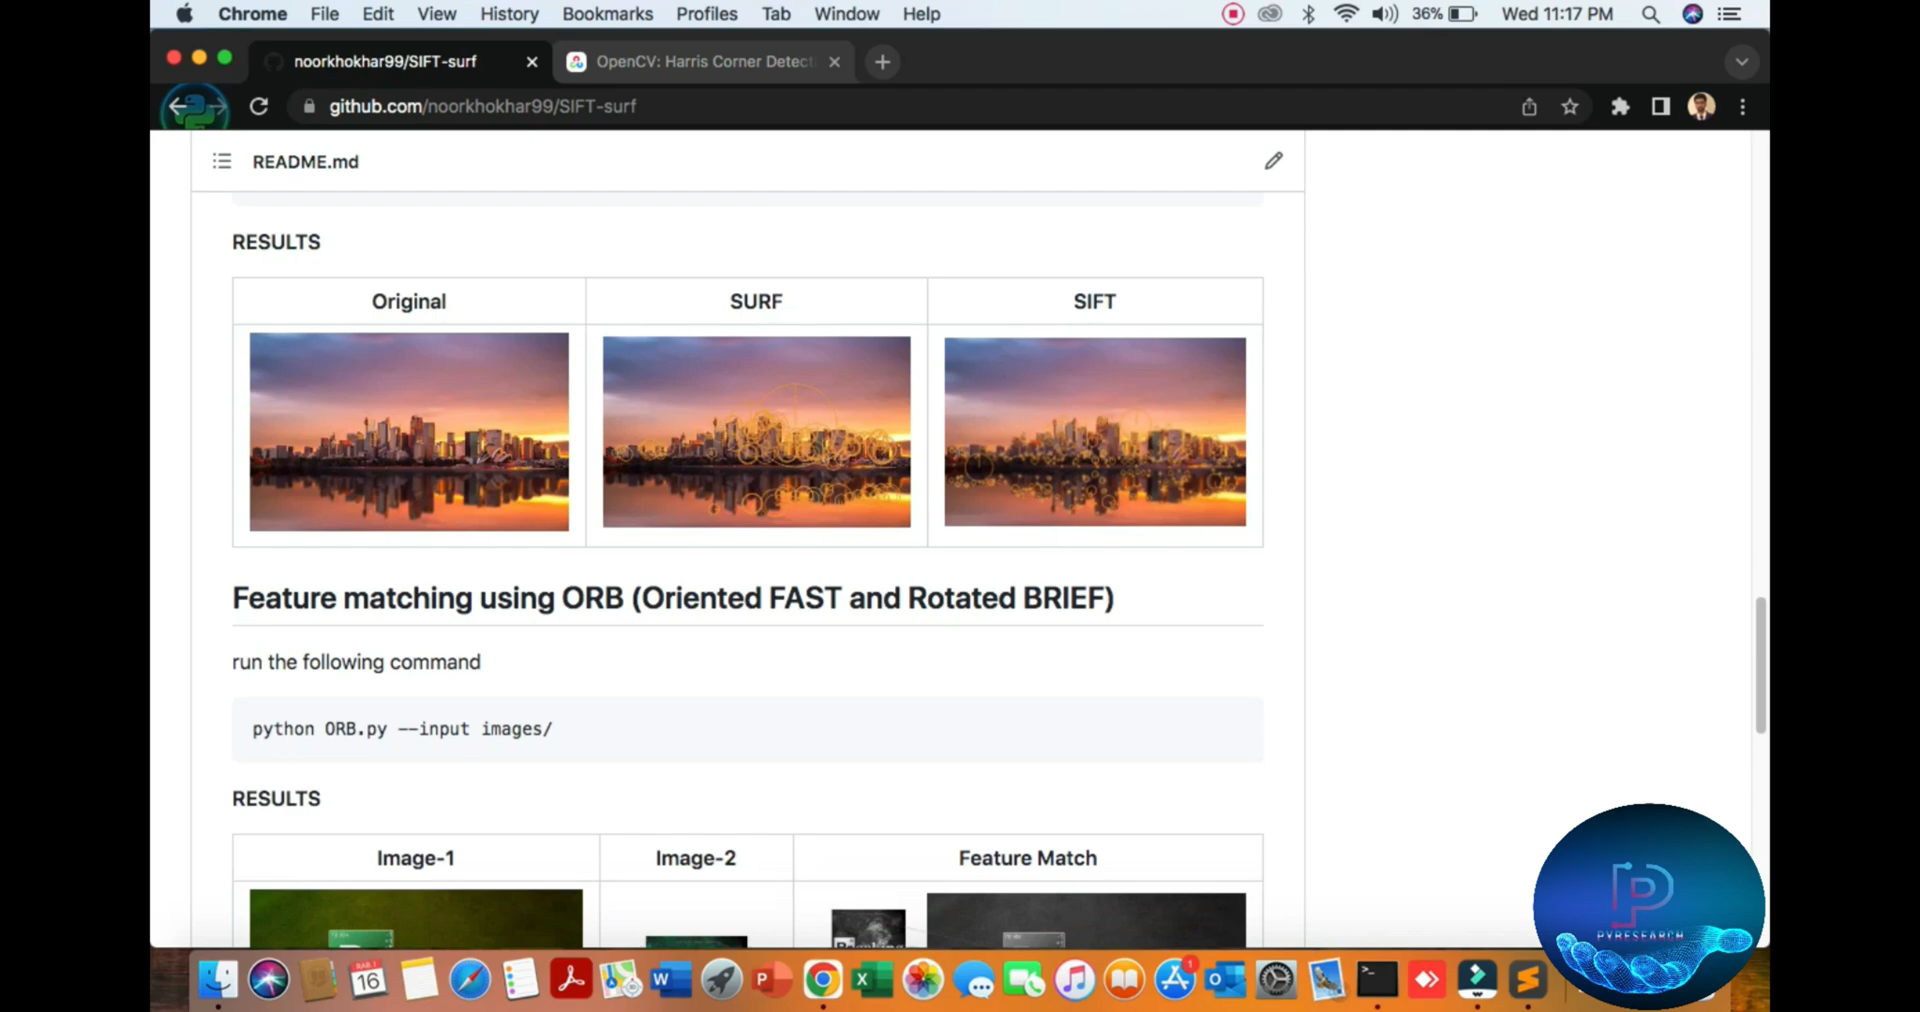 Chrome File Edit View History Bookmarks Profiles Tab Window Help 36% Wed 11:17 PM
noorkhokhar99/SIFT-surf
OpenCV: Harris Corner Detect
github.com/noorkhokhar99/SIFT-surf
README.md
RESULTS
Original SURF SIFT
Feature matching using ORB (Oriented FAST and Rotated BRIEF)
run the following command
python ORB.py --input images/
RESULTS
Image-1 Image-2 Feature Match
16
1
PYRESEARCH